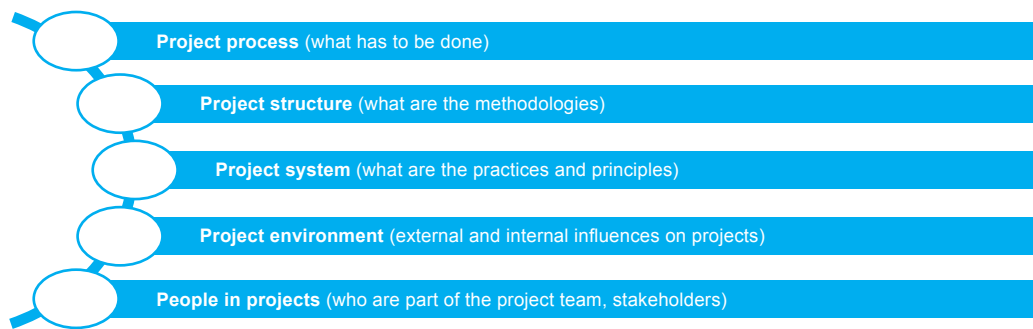 Project process (what has to be done)
Project structure (what are the methodologies)
Project system (what are the practices and principles)
Project environment (external and internal influences on projects)
People in projects (who are part of the project team, stakeholders)